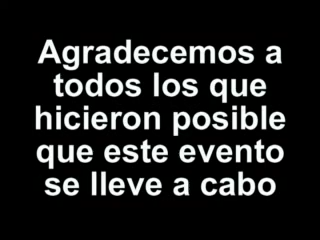 Agradecemos a
todos los que
hicieron posible
que este evento
se lleve a cabo